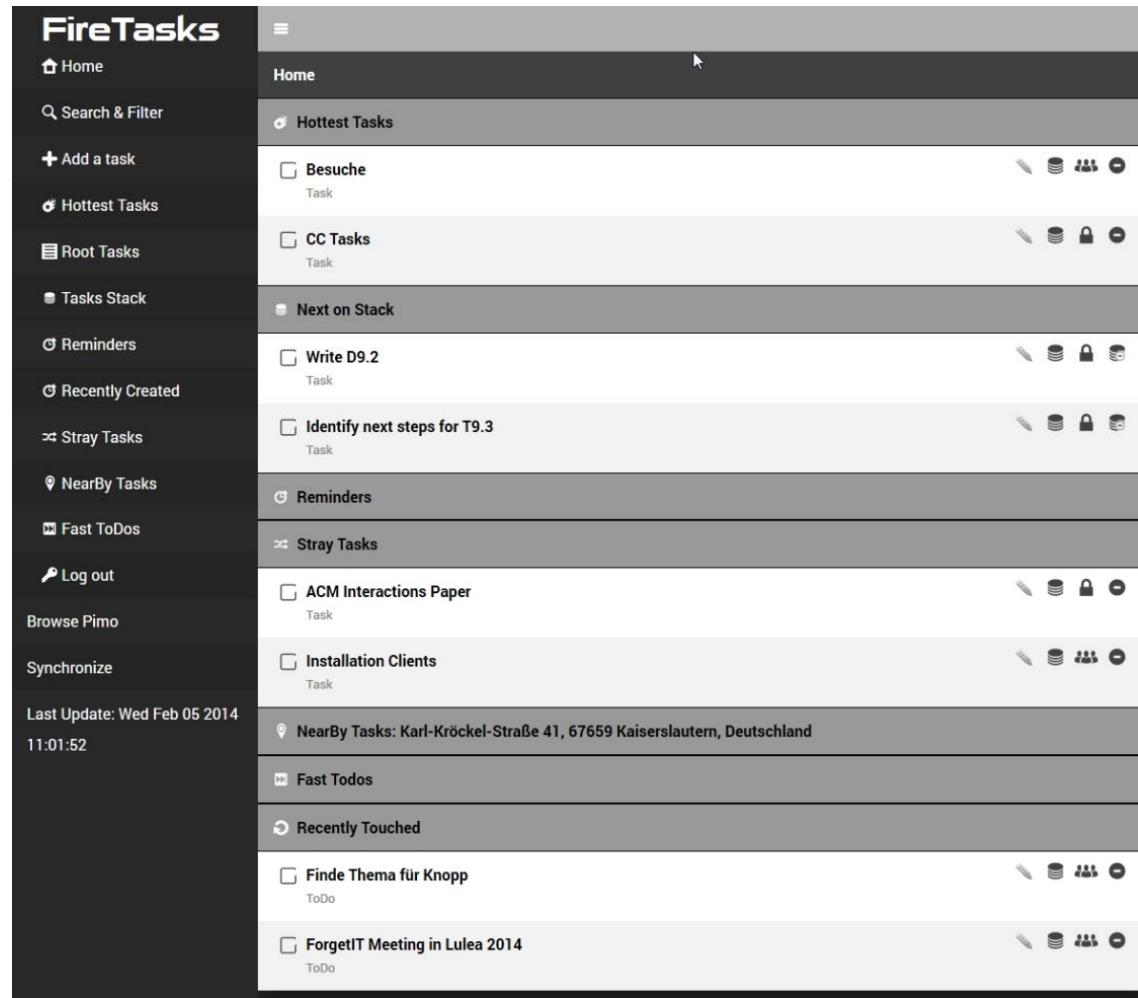 FireTasks
Home
Search & Filter
Add a task
Hottest Tasks
Root Tasks
Tasks Stack
Reminders
Recently Created
Stray Tasks
NearBy Tasks
Fast ToDos
Log out
Browse Pimo
Synchronize
Last Update: Wed Feb 05 2014
11:01:52
Home
Hottest Tasks
Besuche
Task
CC Tasks
Task
Next on Stack
Write D9.2
Task
Identify next steps for T9.3
Task
Reminders
Stray Tasks
ACM Interactions Paper
Task
Installation Clients
Task
NearBy Tasks: Karl-Kröckel-Straße 41, 67659 Kaiserslautern, Deutschland
Fast Todos
Recently Touched
Finde Thema für Knopp
ToDo
ForgetIT Meeting in Lulea 2014
ToDo